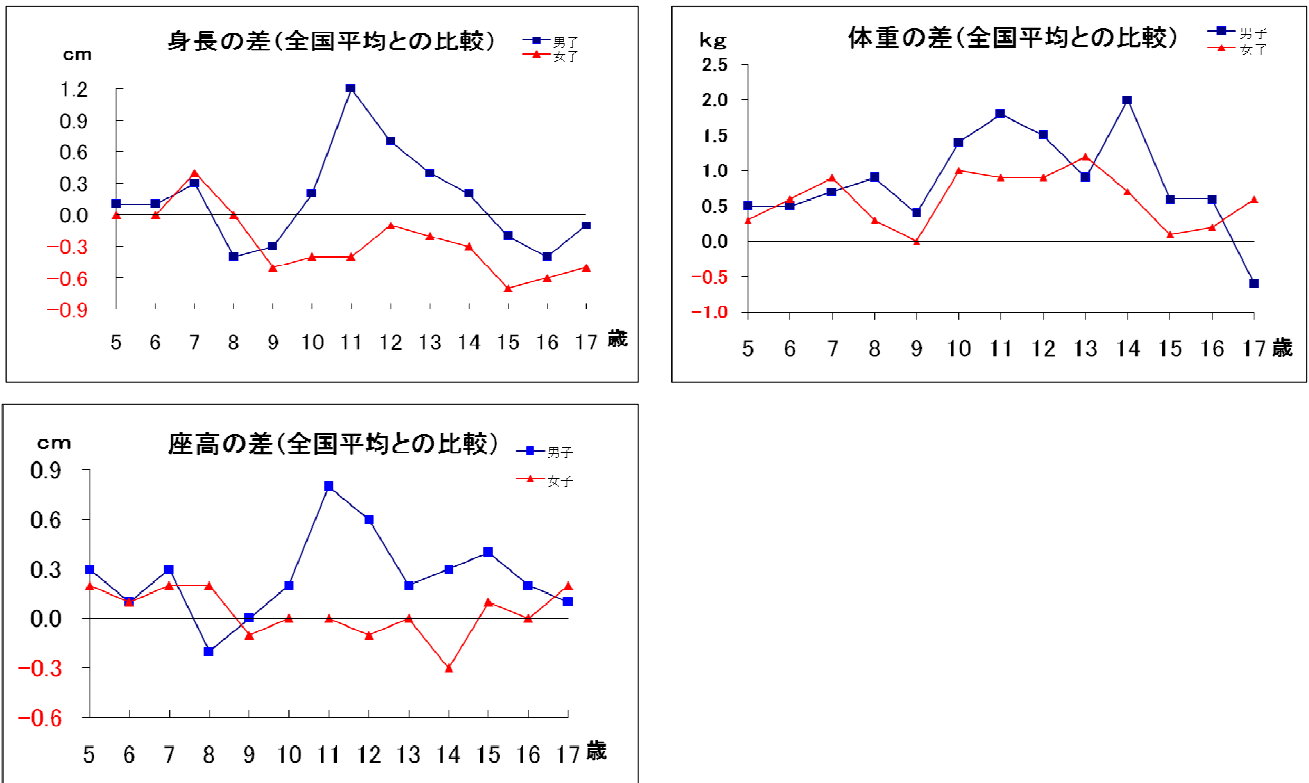 身長の差(全国平均との比較)
cm
男子
女子
1.2
0.9
0.6
0.3
0.0
−0.3
−0.6
−0.9
5 6 7 8 9 10 11 12 13 14 15 16 17 歳
体重の差(全国平均との比較)
kg
男子
女子
2.5
2.0
1.5
1.0
0.5
0.0
−0.5
−1.0
5 6 7 8 9 10 11 12 13 14 15 16 17 歳
座高の差(全国平均との比較)
cm
男子
女子
0.9
0.6
0.3
0.0
−0.3
−0.6
5 6 7 8 9 10 11 12 13 14 15 16 17 歳